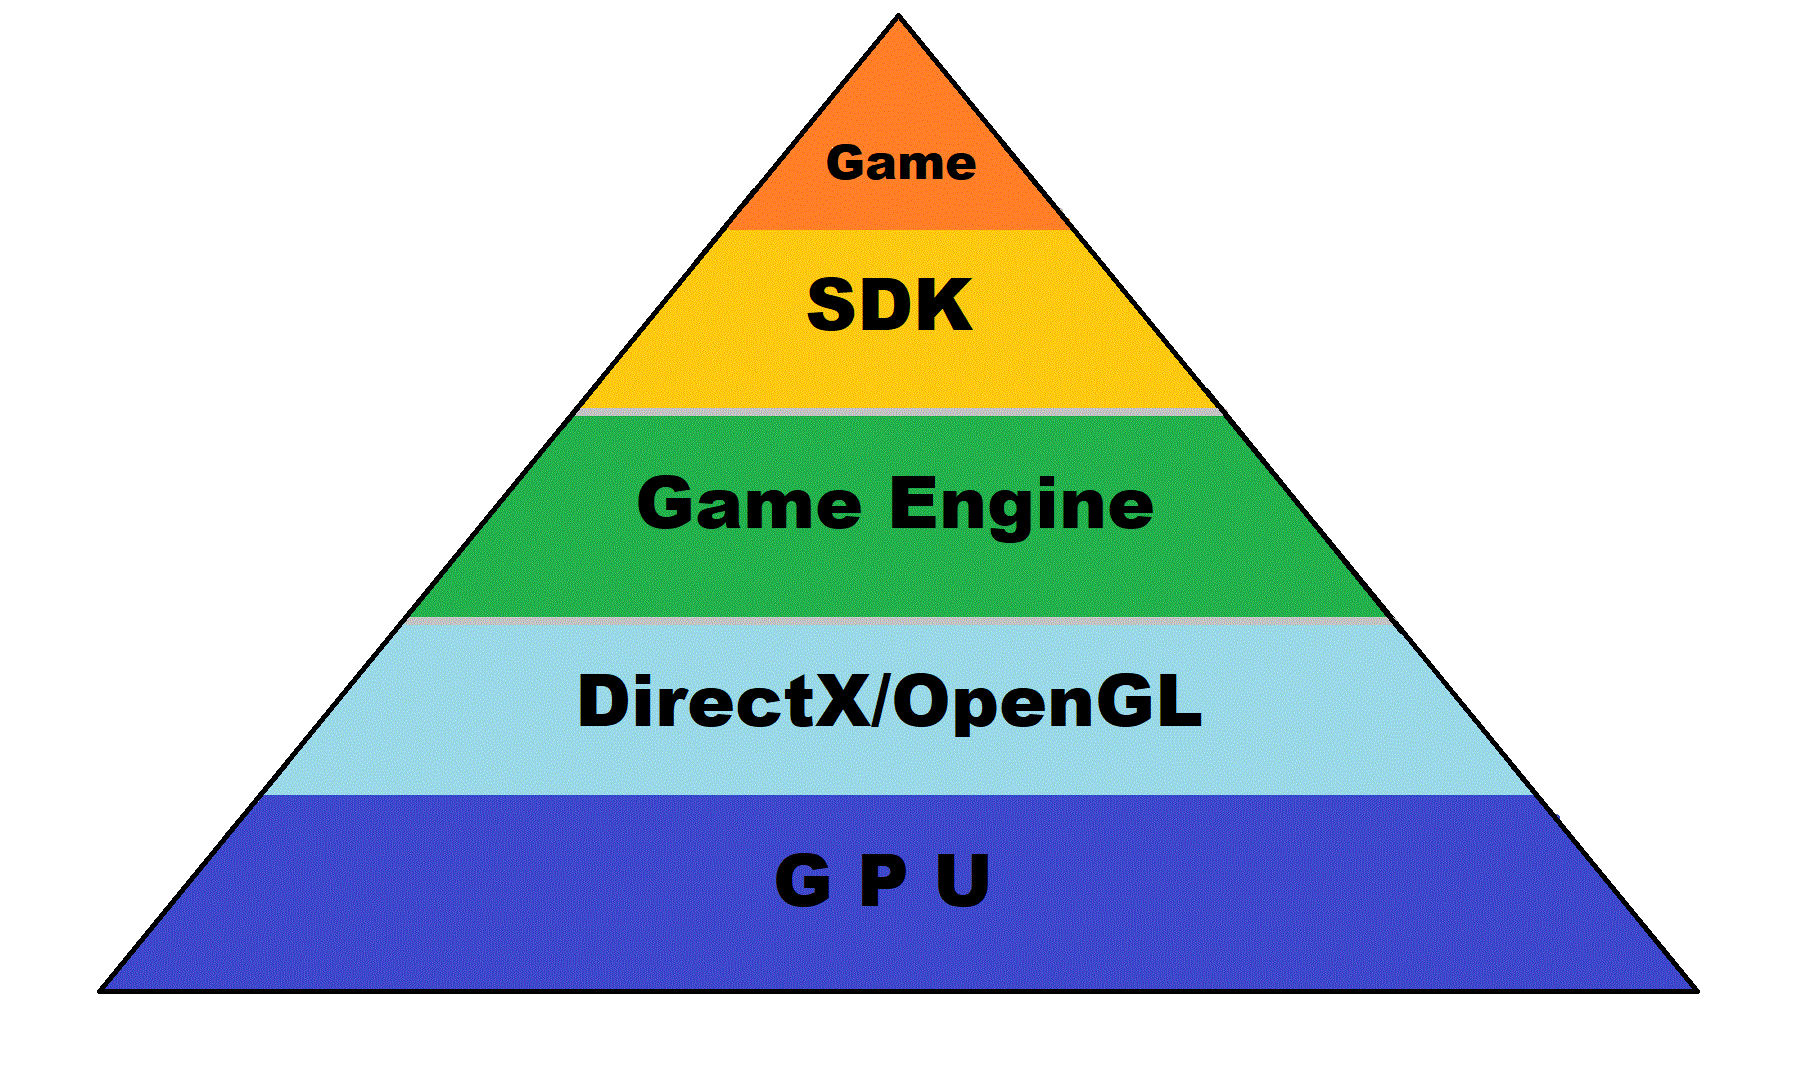 Game
SDK
Game Engine
DirectX/OpenGL
G P U